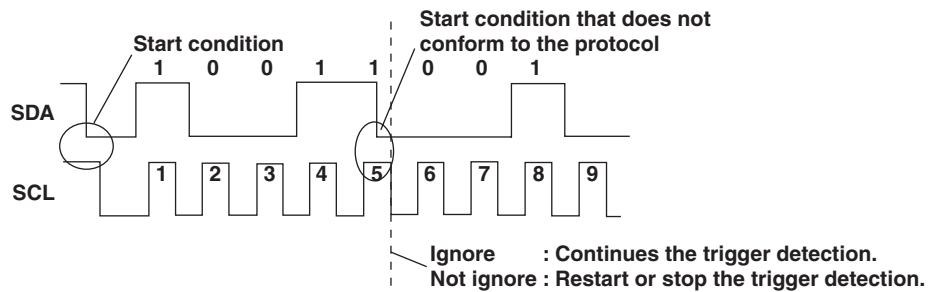 Start condition that does not
conform to the protocol
Start condition
1 0 0 1 1 0 0 1
SDA
SCL
1 2 3 4 5 6 7 8 9
Ignore : Continues the trigger detection.
Not ignore : Restart or stop the trigger detection.